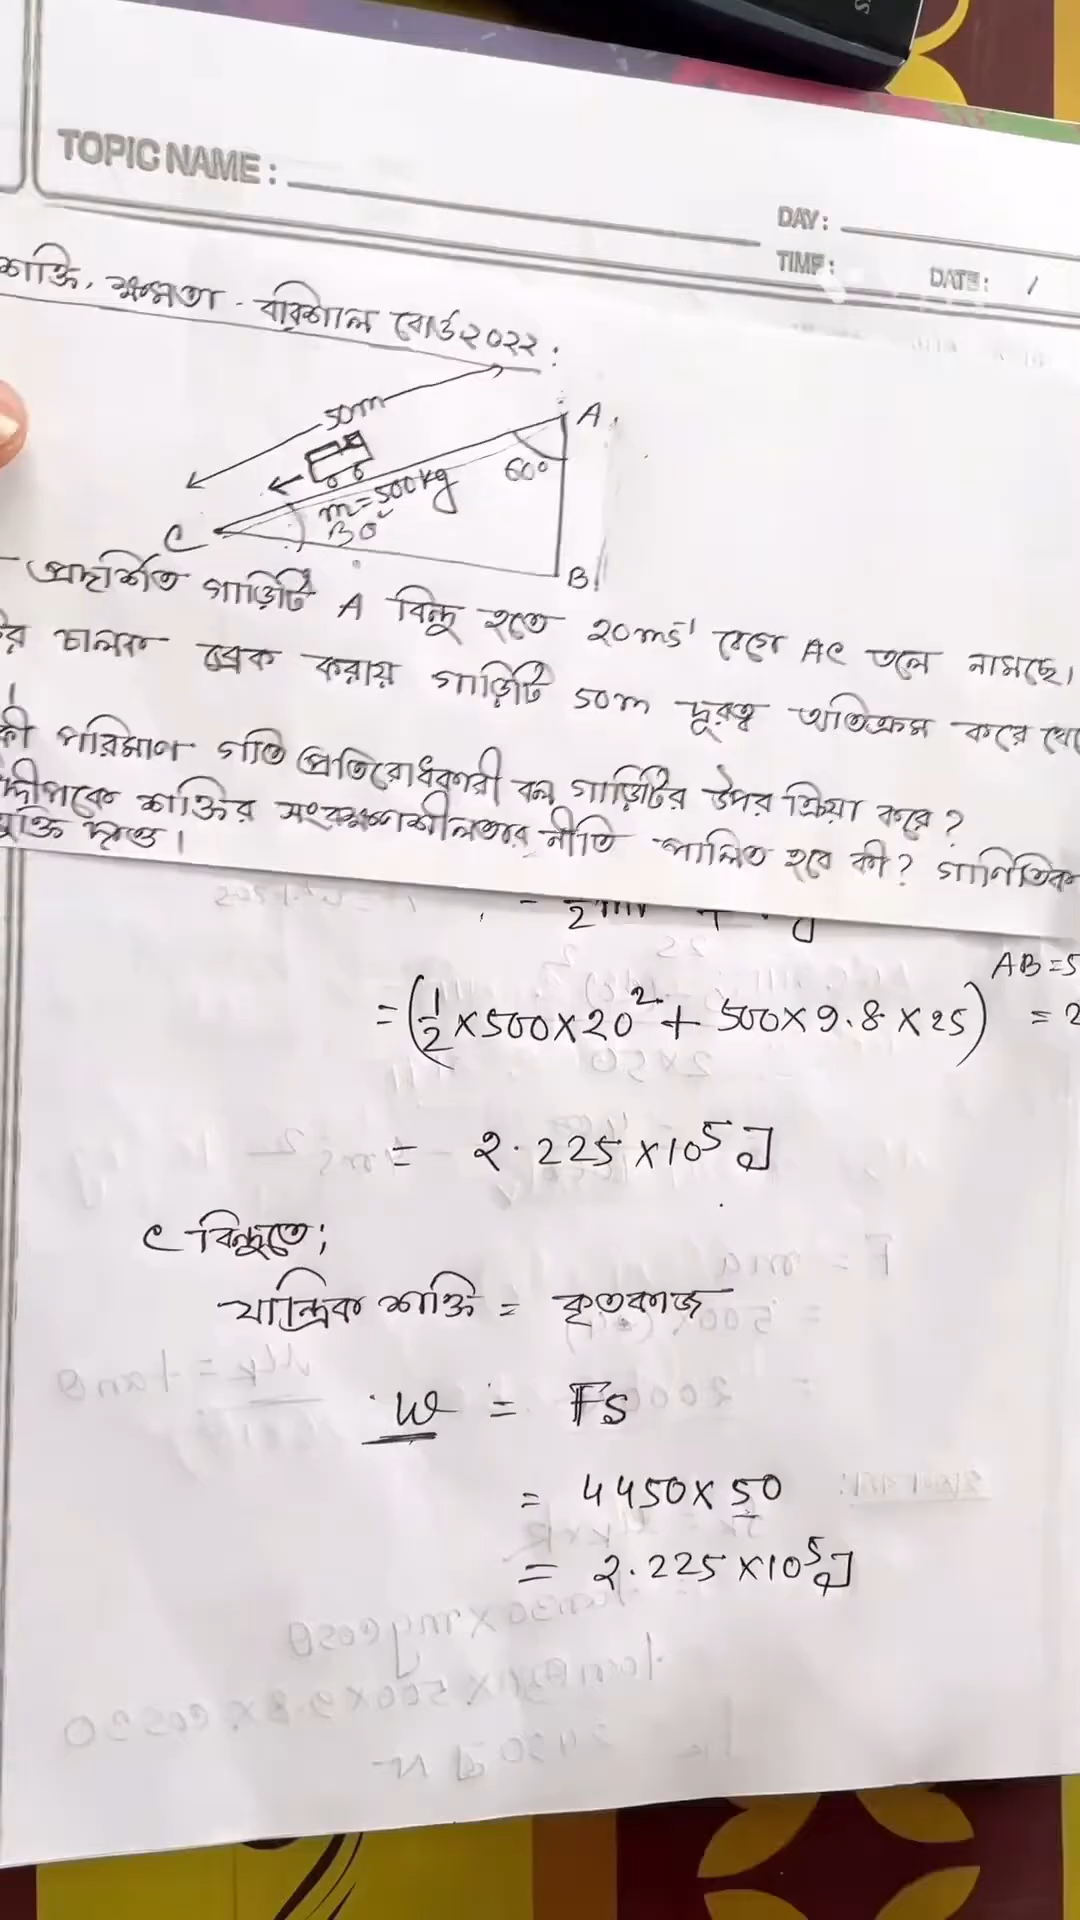 TOPIC NAME :
DAY :
TIME :
DATE : /
শক্তি, ক্ষমতা - বরিশাল বোর্ড ২০২২ :
50m
A
60°
m=500kg
30°
C
B
প্রদর্শিত গাড়িটি A বিন্দু হতে 20ms⁻¹ বেগে AC তলে নামছে।
চালক ব্রেক করায় গাড়িটি 50m দূরত্ব অতিক্রম করে
কী পরিমাণ গতি প্রতিরোধকারী বল গাড়িটির উপর ক্রিয়া করে?
উদ্দীপকে শক্তির সংরক্ষণশীলতার নীতি পালিত হবে কী? গাণিতিক
যুক্তি দাও।
AB=5
= (1/2 × 500 × 20² + 500 × 9.8 × 25) = 2
= 2.225 × 10⁵ J
C বিন্দুতে;
যান্ত্রিক শক্তি = কৃতকাজ
W = Fs
= 4450 × 50
= 2.225 × 10⁵ J